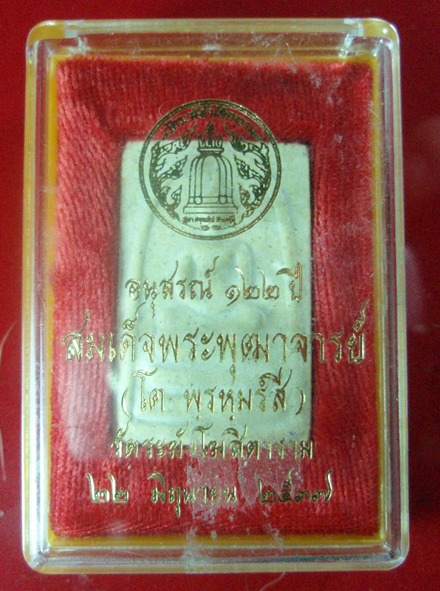 อนุสรณ์ ๑๒๒ ปี
สมเด็จพระพุฒาจารย์
(โต พรหมรํสี)
วัดระฆังโฆสิตาราม
๒๒ มิถุนายน ๒๕๓๗